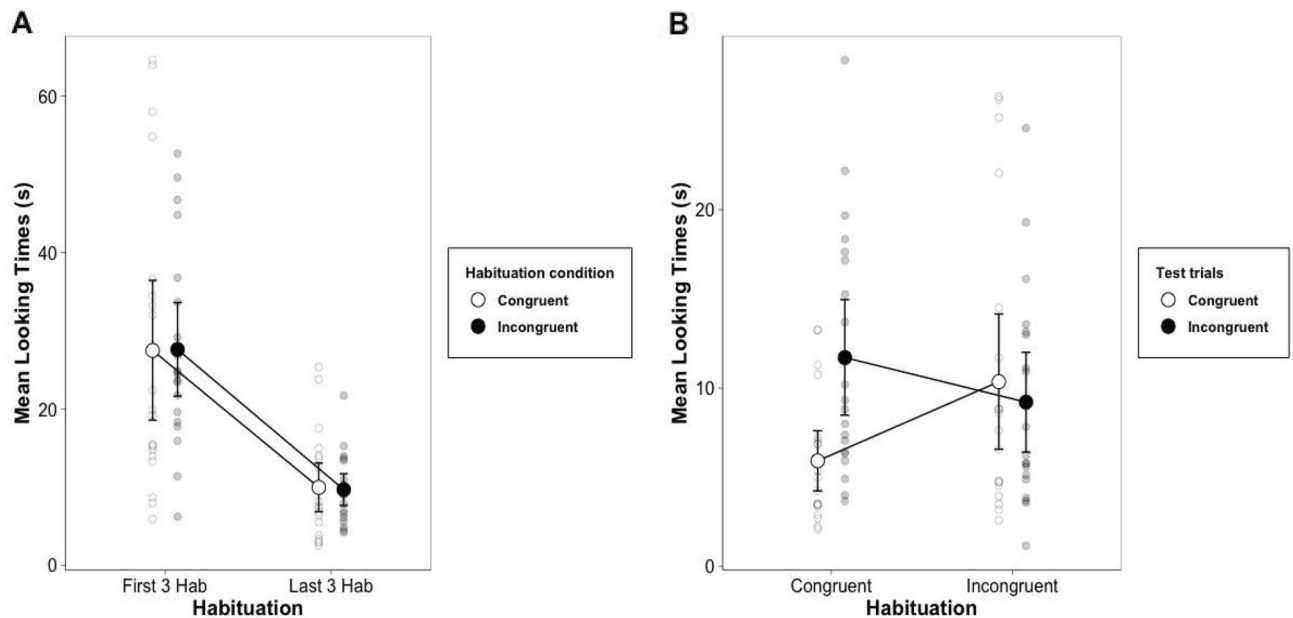 A
Mean Looking Times (s)
60
40
20
0
First 3 Hab
Last 3 Hab
Habituation
Habituation condition
Congruent
Incongruent
B
Mean Looking Times (s)
20
10
0
Congruent
Incongruent
Habituation
Test trials
Congruent
Incongruent